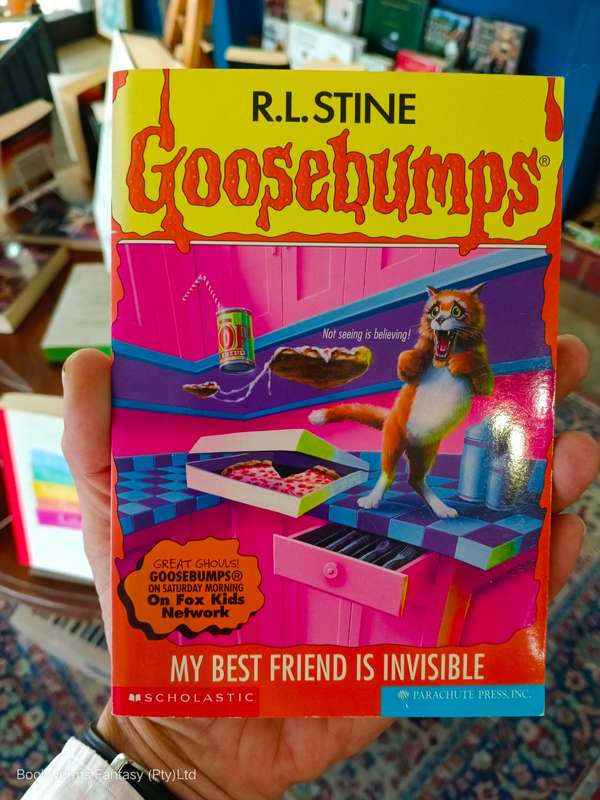 R.L. STINE
Goosebumps®
Not seeing is believing!
GREAT GHOULS!
GOOSEBUMPS®
ON SATURDAY MORNING
On Fox Kids
Network
MY BEST FRIEND IS INVISIBLE
SCHOLASTIC
PARACHUTE PRESS, INC.
Fantasy (Pty)Ltd